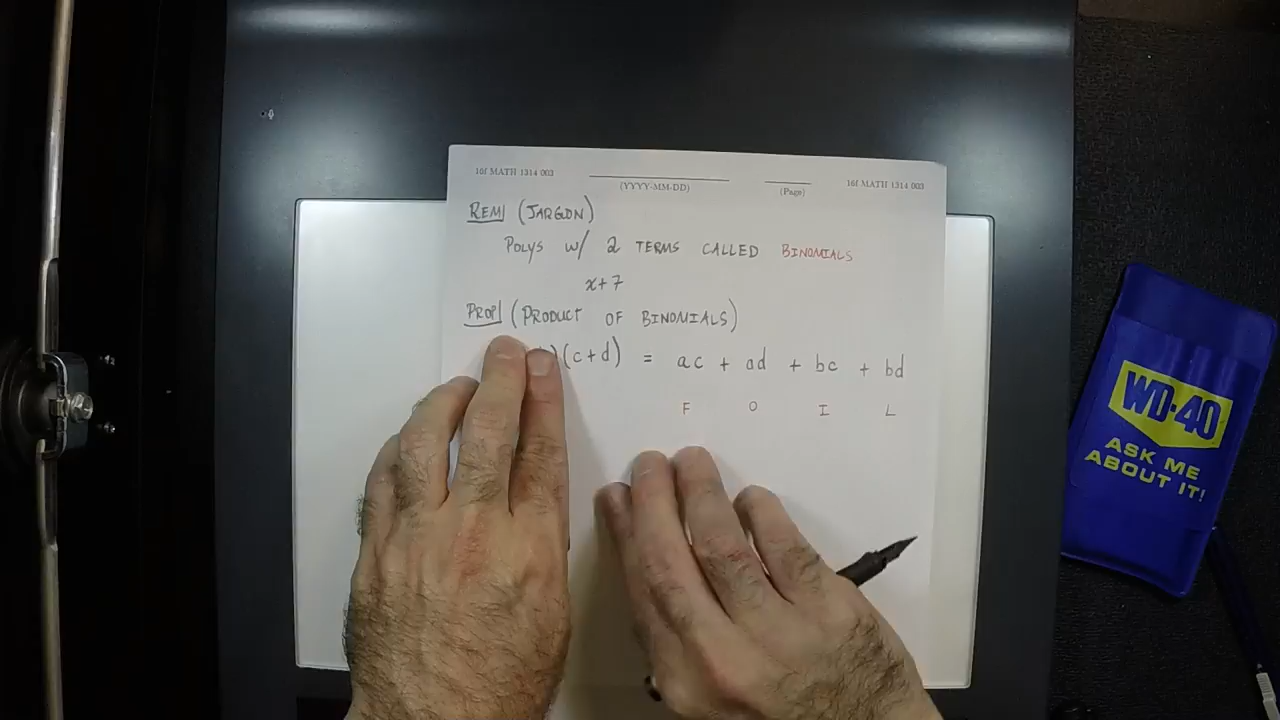 16f MATH 1314 003
(YYYY-MM-DD)
(Page)
16f MATH 1314 003
REM (JARGON)
POLYS W/ 2 TERMS CALLED BINOMIALS
x+7
PROP (PRODUCT OF BINOMIALS)
)(c+d) = ac + ad + bc + bd
F O I L
WD-40
ASK ME
ABOUT IT!